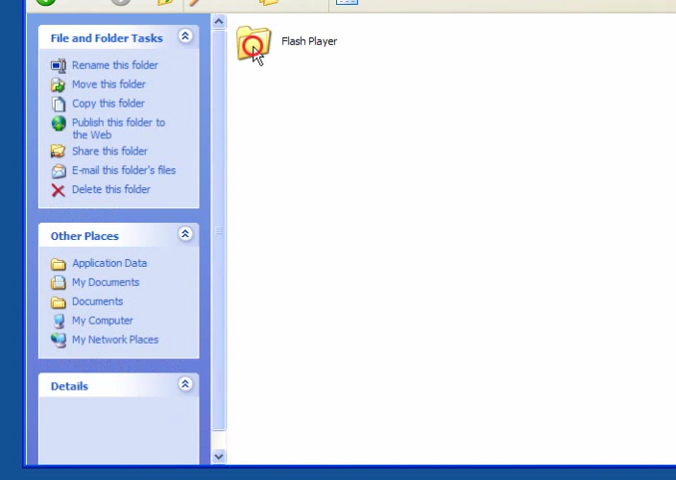 File and Folder Tasks
Rename this folder
Move this folder
Copy this folder
Publish this folder to
the Web
Share this folder
E-mail this folder's files
Delete this folder
Other Places
Application Data
My Documents
Documents
My Computer
My Network Places
Details
Flash Player